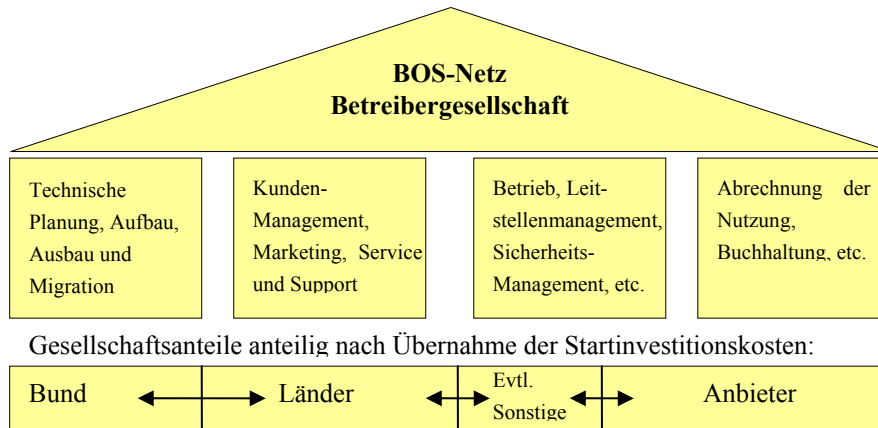 BOS-Netz
Betreibergesellschaft
Technische
Planung, Aufbau,
Ausbau und
Migration
Kunden-
Management,
Marketing, Service
und Support
Betrieb, Leit-
stellenmanagement,
Sicherheits-
Management, etc.
Abrechnung der
Nutzung,
Buchhaltung, etc.
Gesellschaftsanteile anteilig nach Übernahme der Startinvestitionskosten:
Bund
Länder
Evtl.
Sonstige
Anbieter